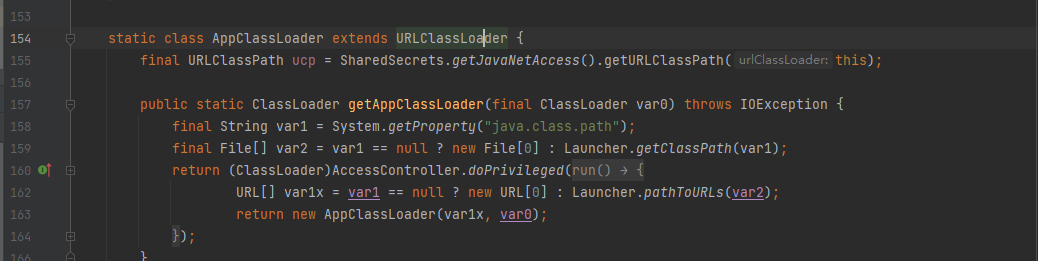 153
154 static class AppClassLoader extends URLClassLoader {
155 final URLClassPath ucp = SharedSecrets.getJavaNetAccess().getURLClassPath( urlClassLoader: this);
156
157 public static ClassLoader getAppClassLoader(final ClassLoader var0) throws IOException {
158 final String var1 = System.getProperty("java.class.path");
159 final File[] var2 = var1 == null ? new File[0] : Launcher.getClassPath(var1);
160 return (ClassLoader)AccessController.doPrivileged(run() → {
162 URL[] var1x = var1 == null ? new URL[0] : Launcher.pathToURLs(var2);
163 return new AppClassLoader(var1x, var0);
164 });
166 }